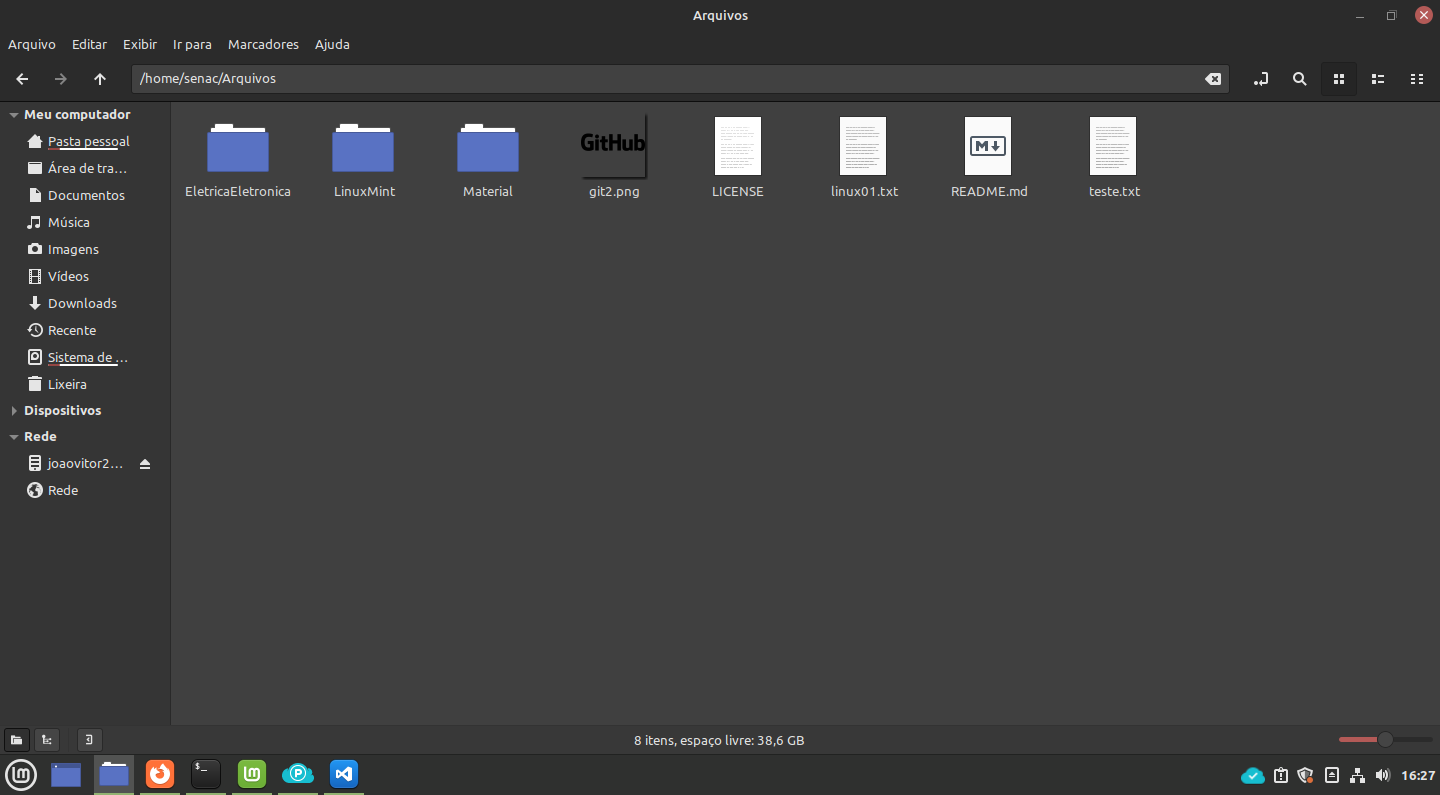 Arquivos
Arquivo Editar Exibir Ir para Marcadores Ajuda
/home/senac/Arquivos
Meu computador
Pasta pessoal
Área de tra...
Documentos
Música
Imagens
Vídeos
Downloads
Recente
Sistema de ...
Lixeira
Dispositivos
Rede
joaovitor2...
Rede
GitHub
M
EletricaEletronica LinuxMint Material git2.png LICENSE linux01.txt README.md teste.txt
8 itens, espaço livre: 38,6 GB
$_
P
16:27